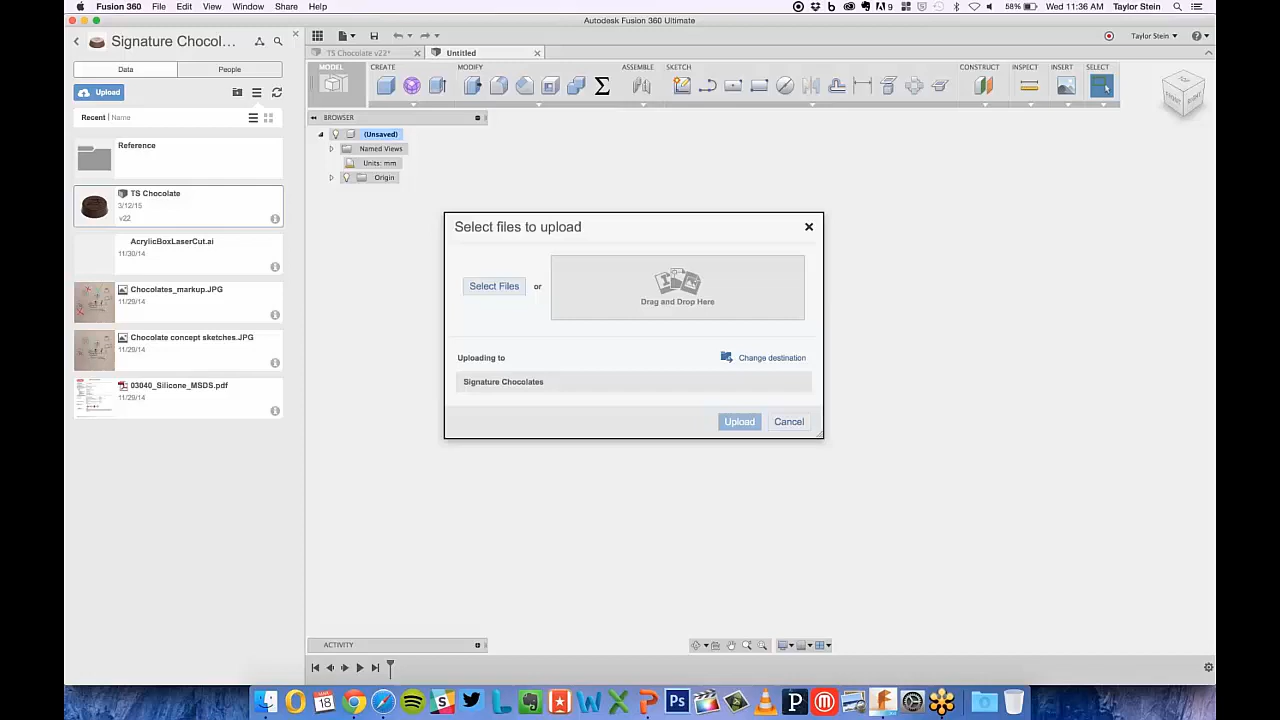 Fusion 360 File Edit View Window Share Help
9 58% Wed 11:36 AM Taylor Stein
Autodesk Fusion 360 Ultimate
Signature Chocol...
Taylor Stein
Data People
TS Chocolate v22*
Untitled
MODEL CREATE MODIFY ASSEMBLE SKETCH CONSTRUCT INSPECT INSERT SELECT
Upload
FRONT RIGHT
Recent | Name
BROWSER
(Unsaved)
Named Views
Units: mm
Origin
Reference
TS Chocolate
3/12/15
v22
AcrylicBoxLaserCut.ai
11/30/14
Chocolates_markup.JPG
11/29/14
Chocolate concept sketches.JPG
11/29/14
03040_Silicone_MSDS.pdf
11/29/14
Select files to upload
Select Files or
Drag and Drop Here
Uploading to Change destination
Signature Chocolates
Upload Cancel
ACTIVITY
18